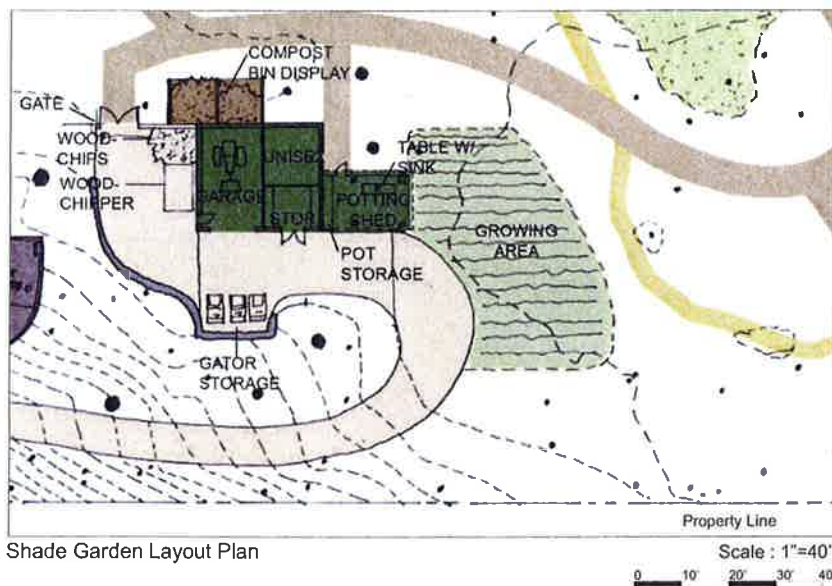 COMPOST
BIN DISPLAY
GATE
WOOD-
CHIPS
WOOD-
CHIPPER
GARAGE
UNISEX
STOR
TABLE W/
SINK
POTTING
SHED
GROWING
AREA
POT
STORAGE
GATOR
STORAGE
Property Line
Shade Garden Layout Plan
Scale : 1"=40'
0 10' 20' 30' 40'